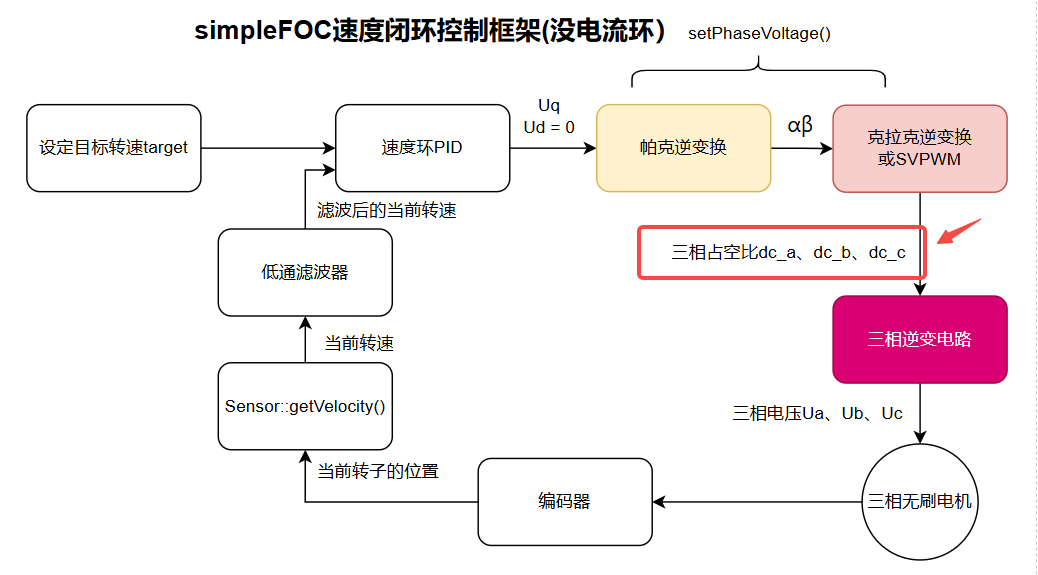 simpleFOC速度闭环控制框架(没电流环）
setPhaseVoltage()
设定目标转速target
速度环PID
Uq
Ud = 0
帕克逆变换
αβ
克拉克逆变换
或SVPWM
滤波后的当前转速
低通滤波器
三相占空比dc_a、dc_b、dc_c
当前转速
三相逆变电路
Sensor::getVelocity()
三相电压Ua、Ub、Uc
当前转子的位置
编码器
三相无刷电机